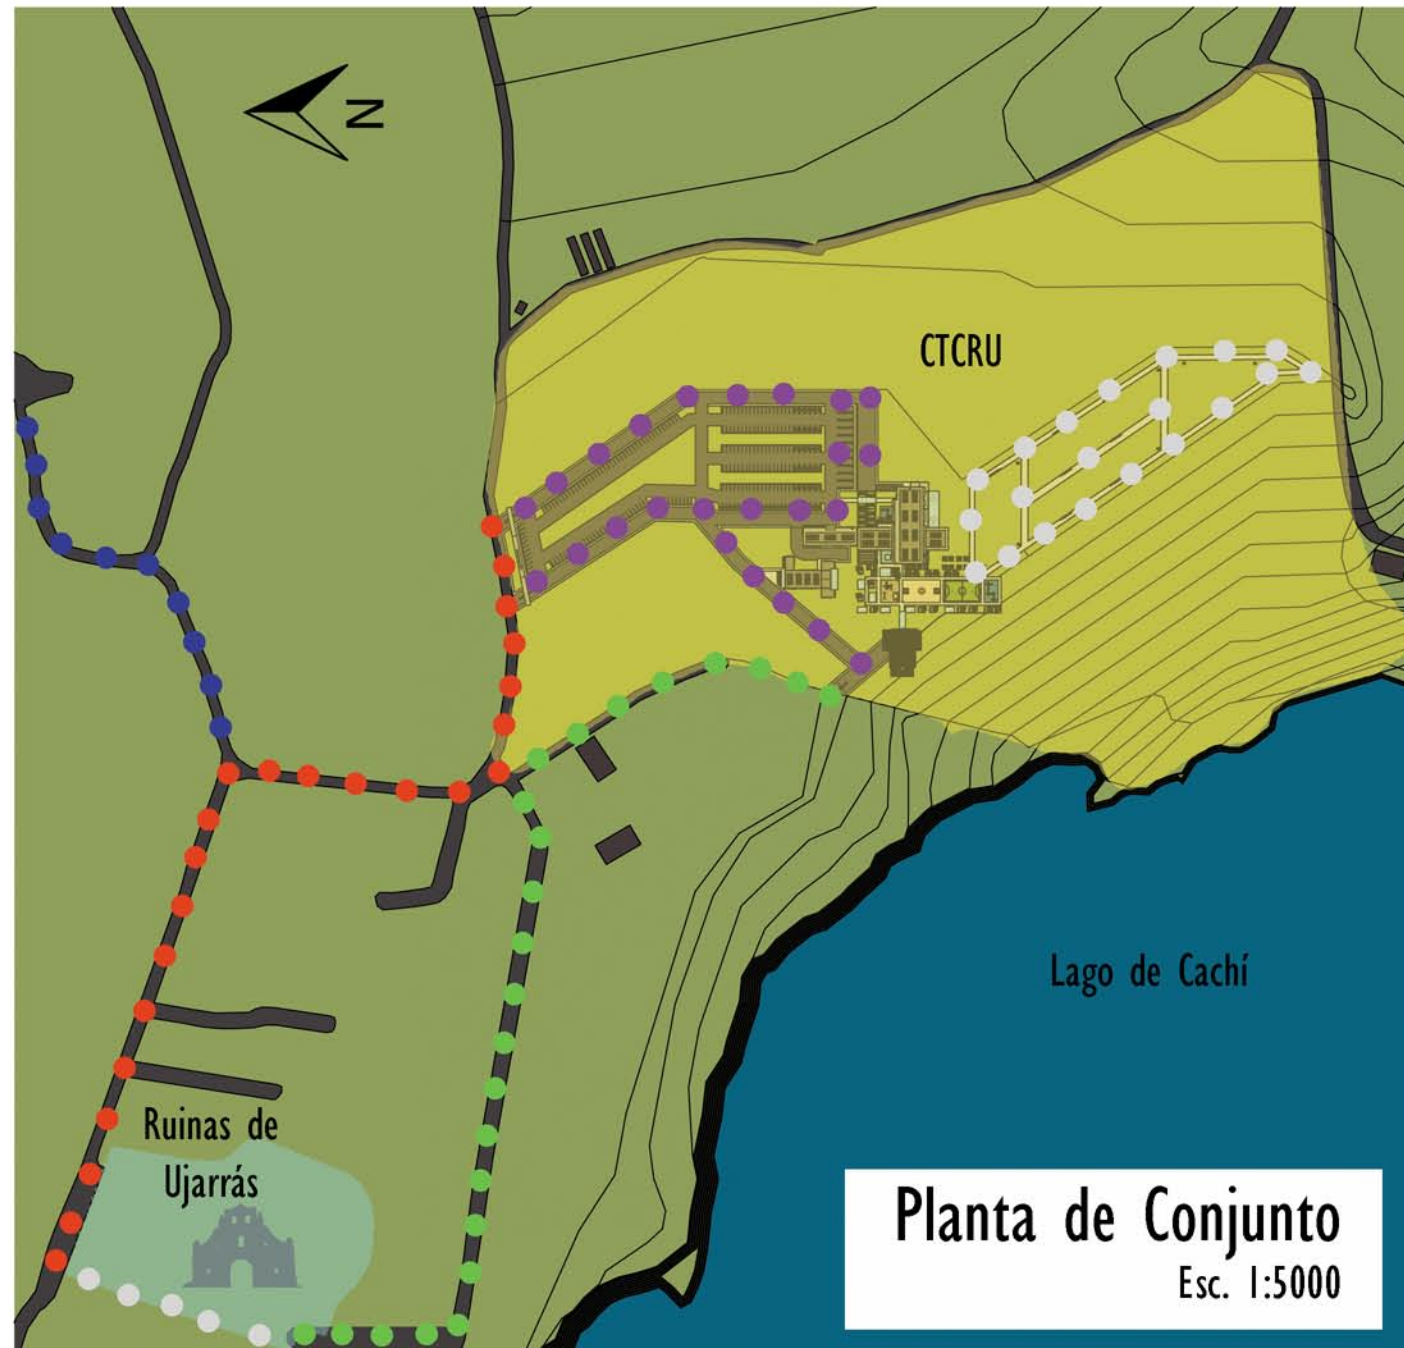 N
CTCRU
Lago de Cachí
Ruinas de
Ujarrás
Planta de Conjunto
Esc. 1:5000